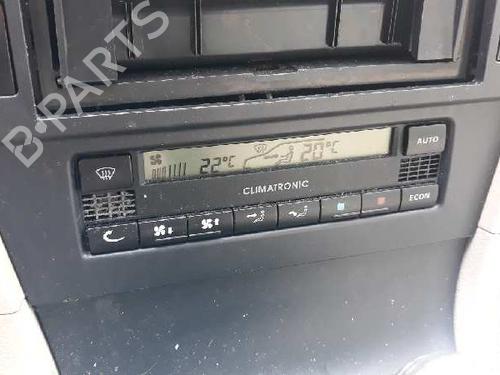 B-PARTS
22°C 20°C
AUTO
CLIMATRONIC
ECON